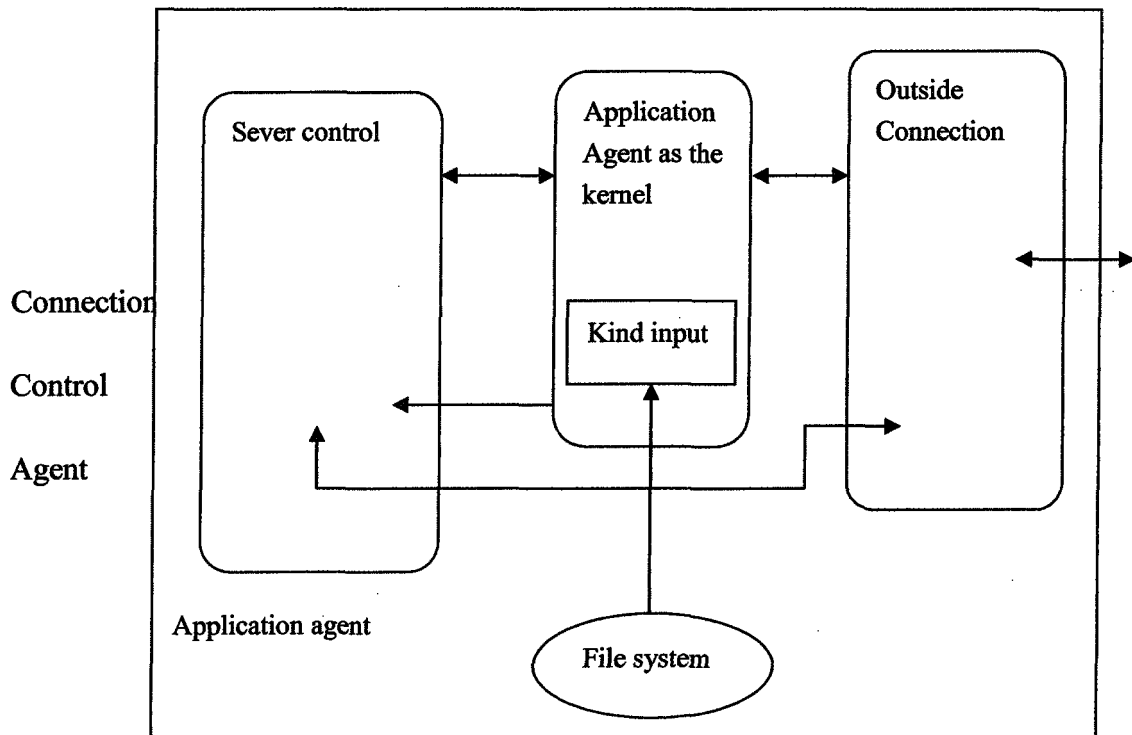 Sever control
Application
Agent as the
kernel
Outside
Connection
Kind input
Connection
Control
Agent
Application agent
File system